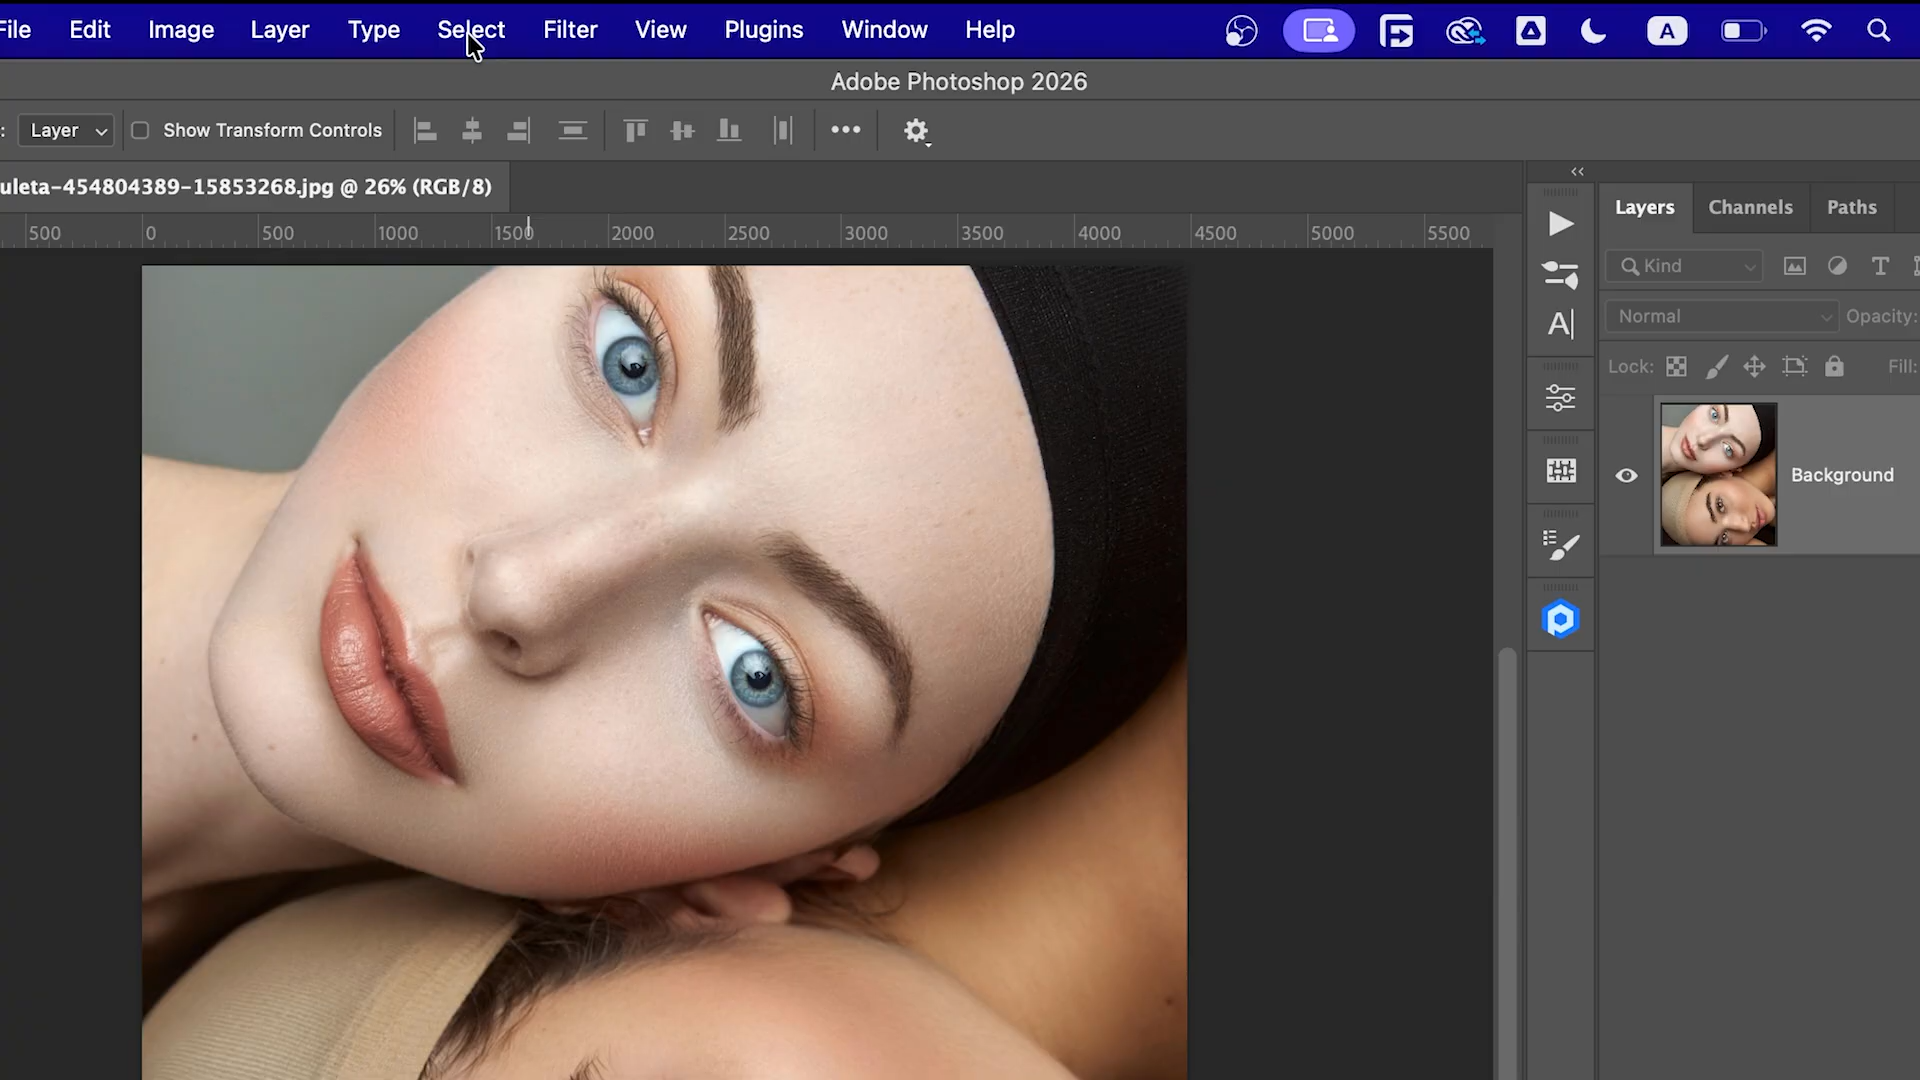 File Edit Image Layer Type Select Filter View Plugins Window Help A
Adobe Photoshop 2026
: Layer Show Transform Controls
uleta-454804389-15853268.jpg @ 26% (RGB/8)
500 0 500 1000 1500 2000 2500 3000 3500 4000 4500 5000 5500
Layers Channels Paths
Kind T
Normal Opacity:
A|
Lock: Fill:
Background